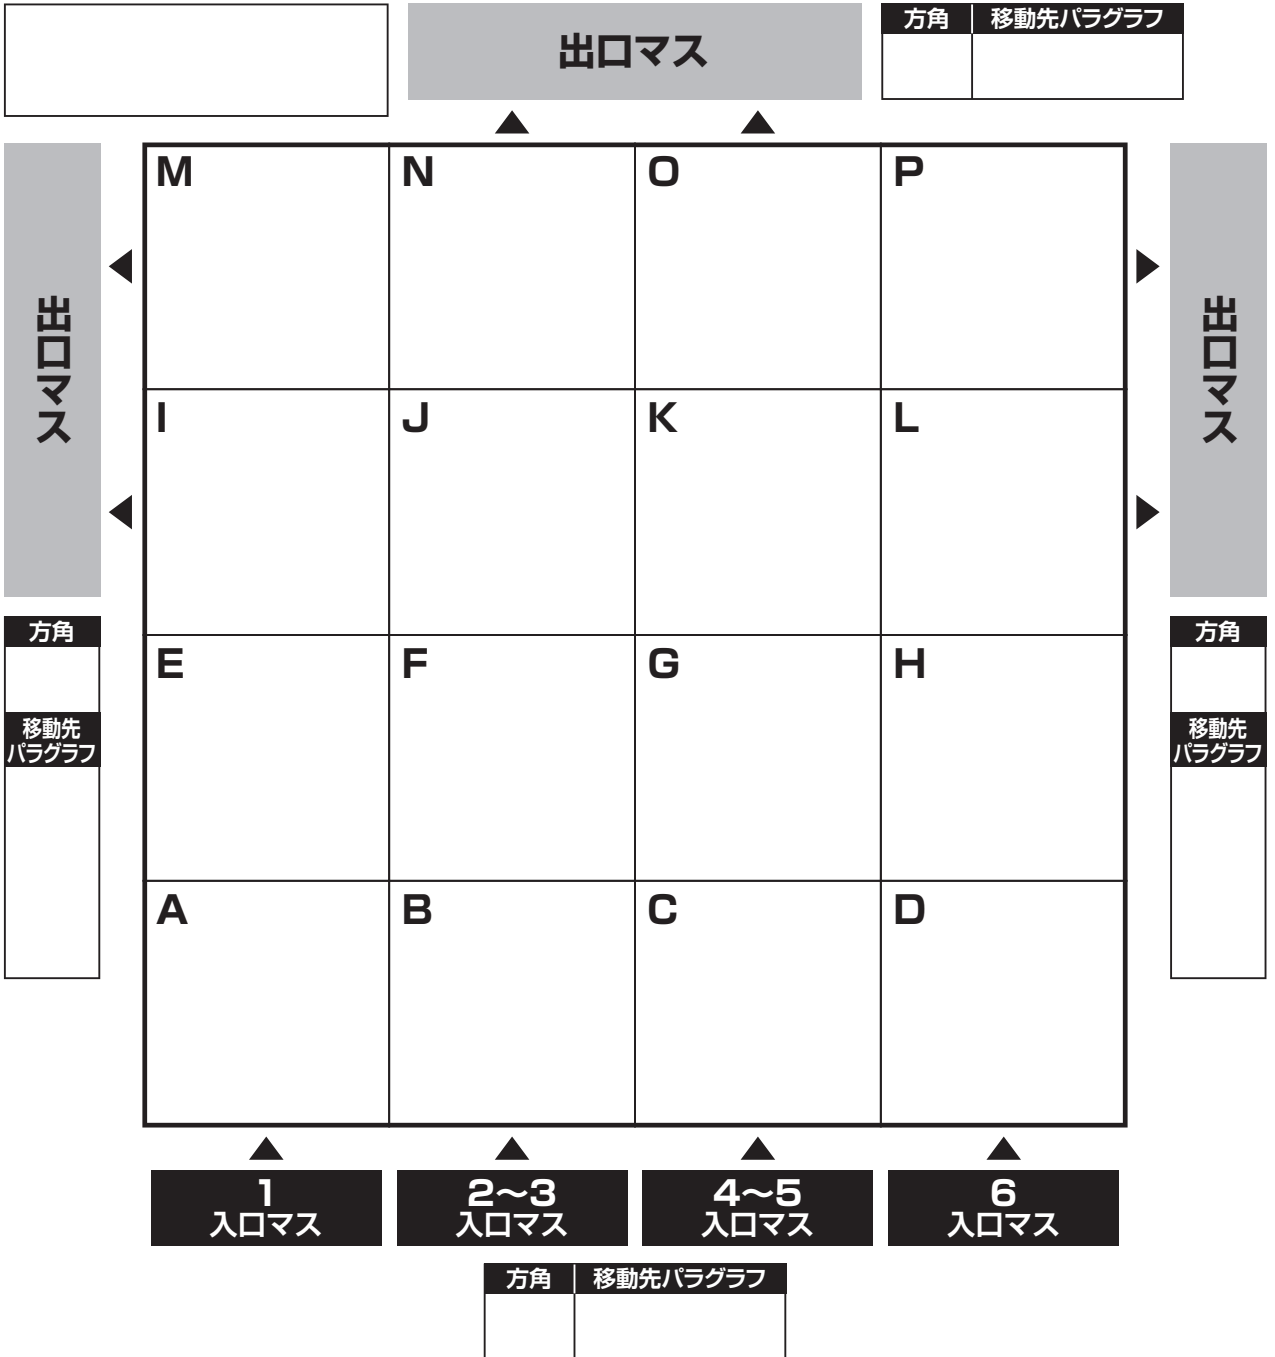 出口マス
方角 移動先パラグラフ
M N O P
出口マス
出口マス
I J K L
方角
移動先
パラグラフ
方角
移動先
パラグラフ
E F G H
A B C D
1
入口マス
2〜3
入口マス
4〜5
入口マス
6
入口マス
方角 移動先パラグラフ